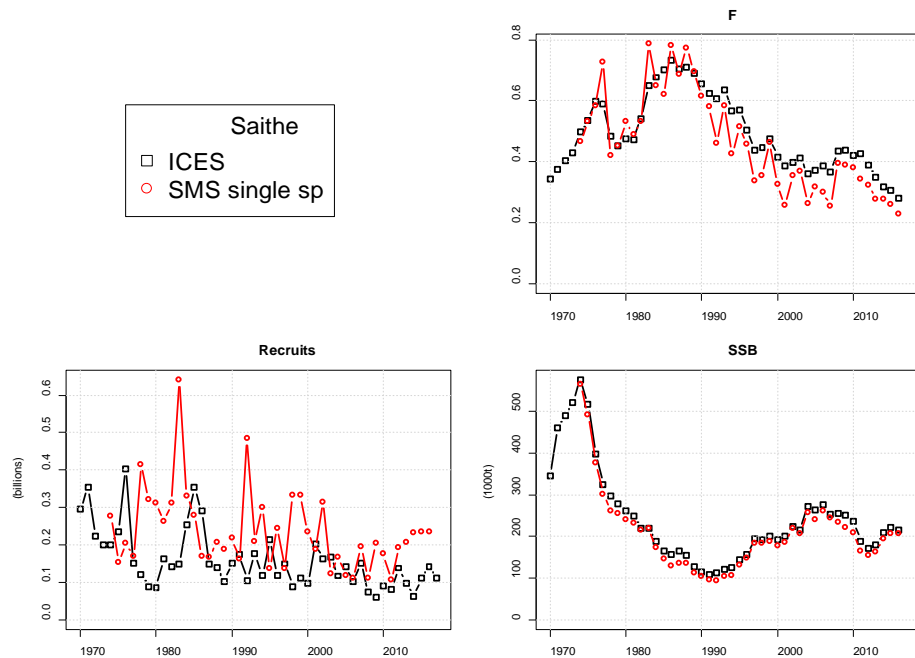 Saithe
ICES
SMS single sp
F
0.0 0.2 0.4 0.6 0.8
1970 1980 1990 2000 2010
Recruits
(billions)
0.0 0.1 0.2 0.3 0.4 0.5 0.6
1970 1980 1990 2000 2010
SSB
(1000t)
0 100 200 300 400 500
1970 1980 1990 2000 2010